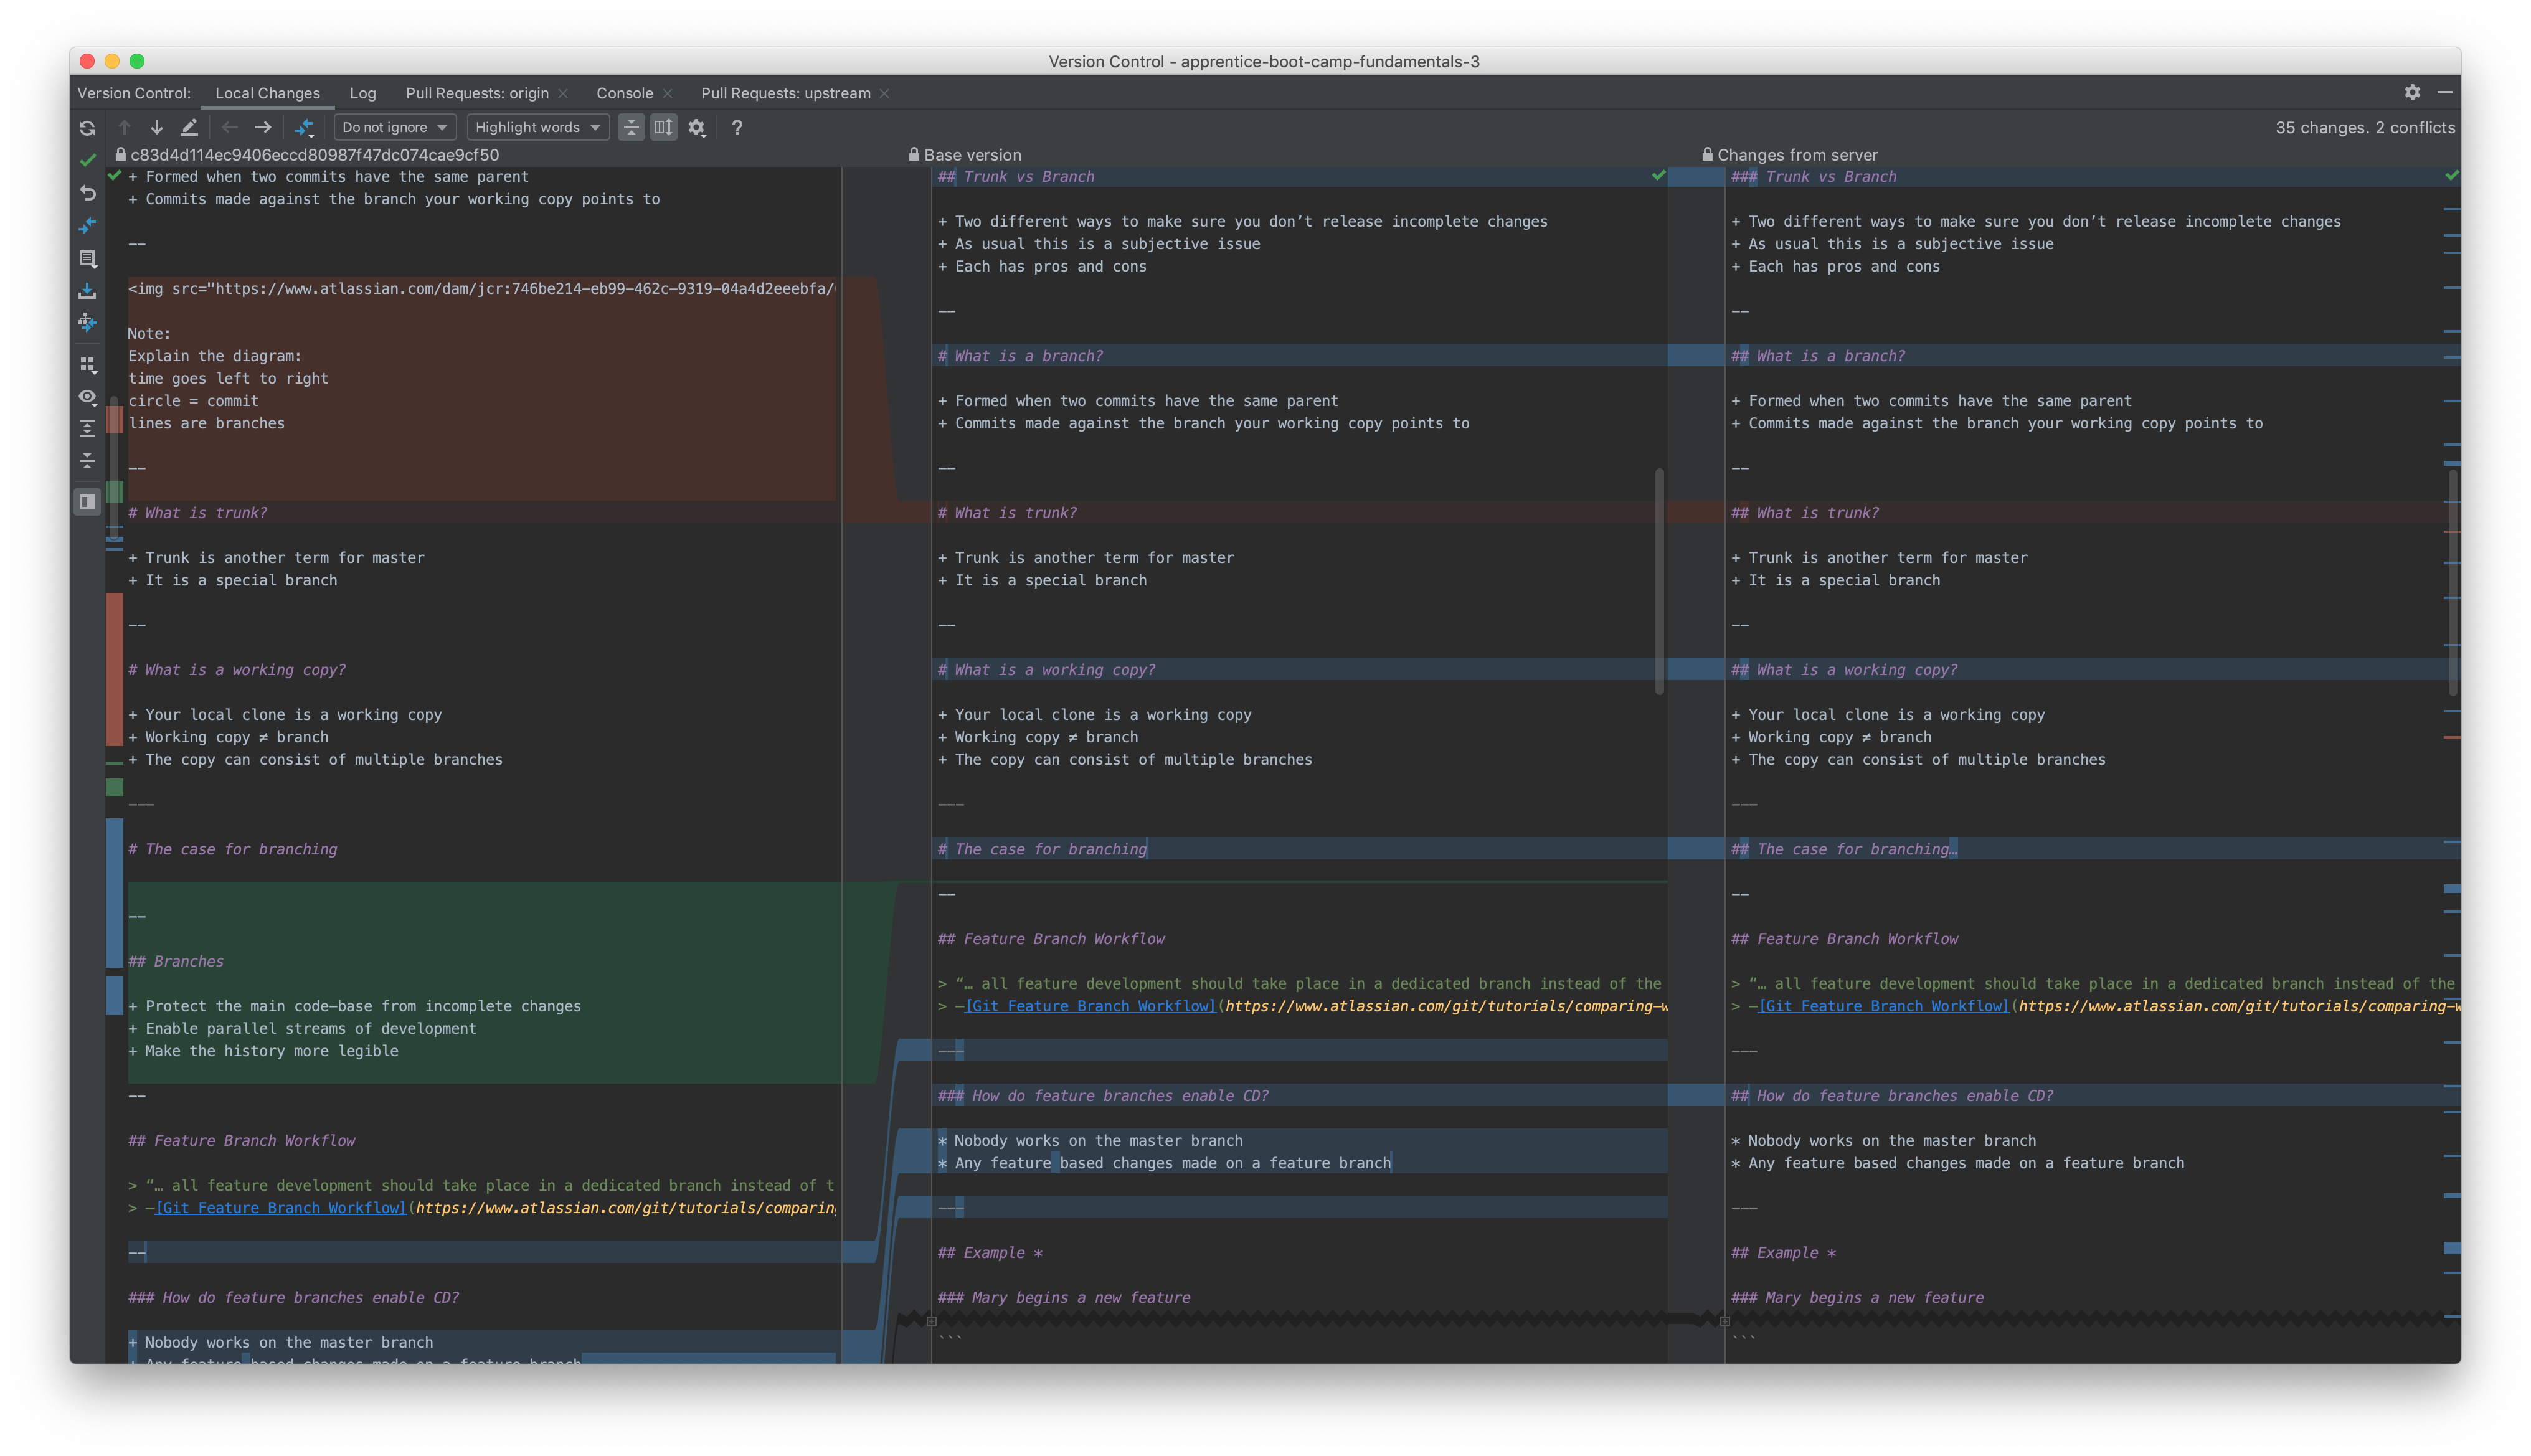 Version Control - apprentice-boot-camp-fundamentals-3
Version Control: Local Changes Log Pull Requests: origin Console Pull Requests: upstream
Do not ignore Highlight words ? 35 changes. 2 conflicts
c83d4d114ec9406eccd80987f47dc074cae9cf50
+ Formed when two commits have the same parent
+ Commits made against the branch your working copy points to
--
<img src="https://www.atlassian.com/dam/jcr:746be214-eb99-462c-9319-04a4d2eeebfa/
Note:
Explain the diagram:
time goes left to right
circle = commit
lines are branches
--
# What is trunk?
+ Trunk is another term for master
+ It is a special branch
--
# What is a working copy?
+ Your local clone is a working copy
+ Working copy ≠ branch
+ The copy can consist of multiple branches
---
# The case for branching
--
## Branches
+ Protect the main code-base from incomplete changes
+ Enable parallel streams of development
+ Make the history more legible
--
## Feature Branch Workflow
> “… all feature development should take place in a dedicated branch instead of t
> —[Git Feature Branch Workflow](https://www.atlassian.com/git/tutorials/comparin
--
### How do feature branches enable CD?
+ Nobody works on the master branch
+ Any feature based changes made on a feature branch
Base version
## Trunk vs Branch
+ Two different ways to make sure you don’t release incomplete changes
+ As usual this is a subjective issue
+ Each has pros and cons
--
# What is a branch?
+ Formed when two commits have the same parent
+ Commits made against the branch your working copy points to
--
# What is trunk?
+ Trunk is another term for master
+ It is a special branch
--
# What is a working copy?
+ Your local clone is a working copy
+ Working copy ≠ branch
+ The copy can consist of multiple branches
---
# The case for branching
--
## Feature Branch Workflow
> “… all feature development should take place in a dedicated branch instead of the
> —[Git Feature Branch Workflow](https://www.atlassian.com/git/tutorials/comparing-w
---
### How do feature branches enable CD?
* Nobody works on the master branch
* Any feature based changes made on a feature branch
---
## Example *
### Mary begins a new feature
```
Changes from server
### Trunk vs Branch
+ Two different ways to make sure you don’t release incomplete changes
+ As usual this is a subjective issue
+ Each has pros and cons
--
## What is a branch?
+ Formed when two commits have the same parent
+ Commits made against the branch your working copy points to
--
## What is trunk?
+ Trunk is another term for master
+ It is a special branch
--
## What is a working copy?
+ Your local clone is a working copy
+ Working copy ≠ branch
+ The copy can consist of multiple branches
---
## The case for branching…
--
## Feature Branch Workflow
> “… all feature development should take place in a dedicated branch instead of the
> —[Git Feature Branch Workflow](https://www.atlassian.com/git/tutorials/comparing-w
---
## How do feature branches enable CD?
* Nobody works on the master branch
* Any feature based changes made on a feature branch
---
## Example *
### Mary begins a new feature
```